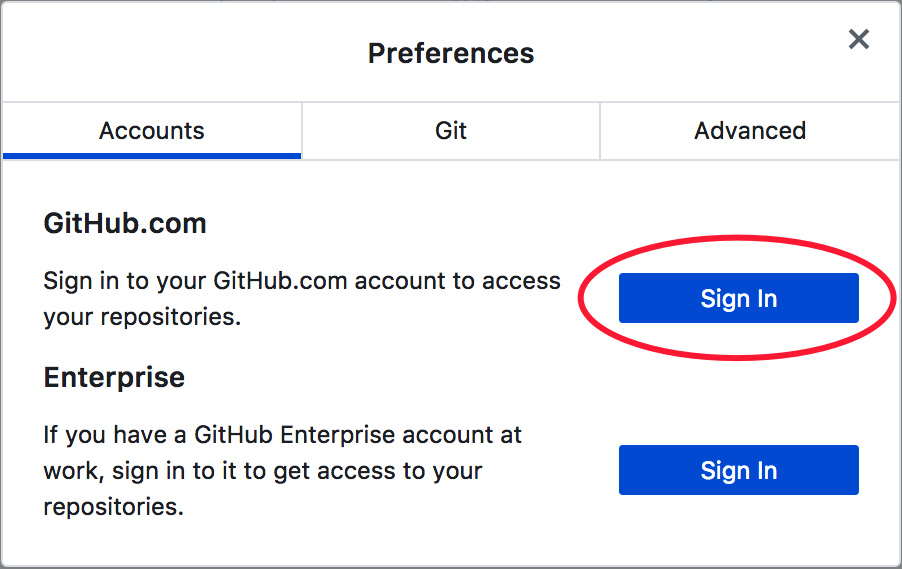 Preferences
Accounts
Git
Advanced
GitHub.com
Sign in to your GitHub.com account to access
your repositories.
Sign In
Enterprise
If you have a GitHub Enterprise account at
work, sign in to it to get access to your
repositories.
Sign In